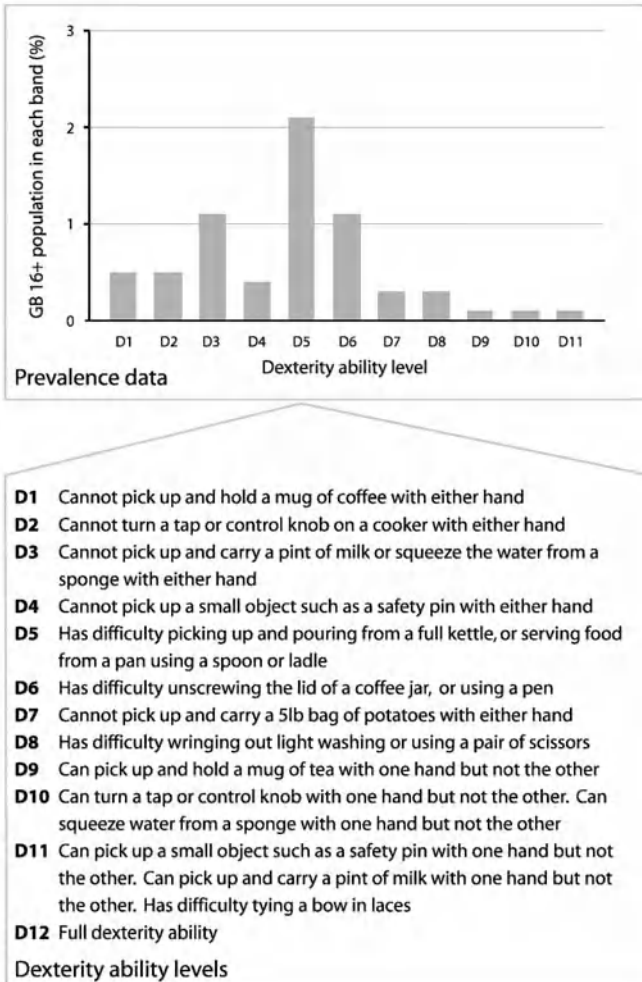 GB 16+ population in each band (%)
3
2
1
0
D1 D2 D3 D4 D5 D6 D7 D8 D9 D10 D11
Dexterity ability level
Prevalence data
D1 Cannot pick up and hold a mug of coffee with either hand
D2 Cannot turn a tap or control knob on a cooker with either hand
D3 Cannot pick up and carry a pint of milk or squeeze the water from a
sponge with either hand
D4 Cannot pick up a small object such as a safety pin with either hand
D5 Has difficulty picking up and pouring from a full kettle, or serving food
from a pan using a spoon or ladle
D6 Has difficulty unscrewing the lid of a coffee jar, or using a pen
D7 Cannot pick up and carry a 5lb bag of potatoes with either hand
D8 Has difficulty wringing out light washing or using a pair of scissors
D9 Can pick up and hold a mug of tea with one hand but not the other
D10 Can turn a tap or control knob with one hand but not the other. Can
squeeze water from a sponge with one hand but not the other
D11 Can pick up a small object such as a safety pin with one hand but not
the other. Can pick up and carry a pint of milk with one hand but not
the other. Has difficulty tying a bow in laces
D12 Full dexterity ability
Dexterity ability levels